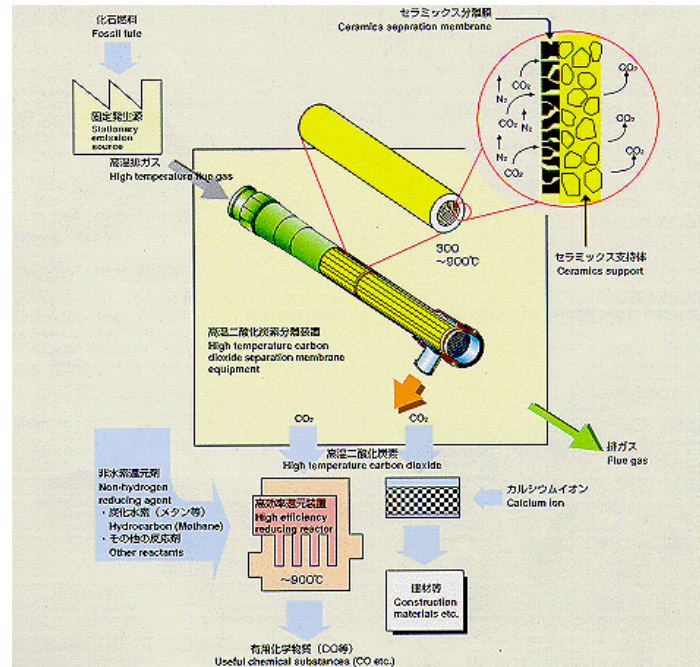 化石燃料
Fossil fule
固定発生源
Stationary
emission
source
高温排ガス
High temperature flue gas
セラミックス分離膜
Ceramics separation membrane
CO₂
N₂
CO₂
N₂
CO₂
N₂
CO₂
CO₂
CO₂
CO₂
300
～900℃
セラミックス支持体
Ceramics support
高温二酸化炭素分離装置
High temperature carbon
dioxide separation membrane
equipment
CO₂
CO₂
排ガス
Flue gas
高温二酸化炭素
High temperature carbon dioxide
非水素還元剤
Non-hydrogen
reducing agent
・炭化水素（メタン等）
Hydrocarbon (Methane)
・その他の反応剤
Other reactants
高効率還元装置
High efficiency
reducing reactor
～900℃
カルシウムイオン
Calcium ion
建材等
Construction
materials etc.
有用化学物質（CO等）
Useful chemical substances (CO etc.)